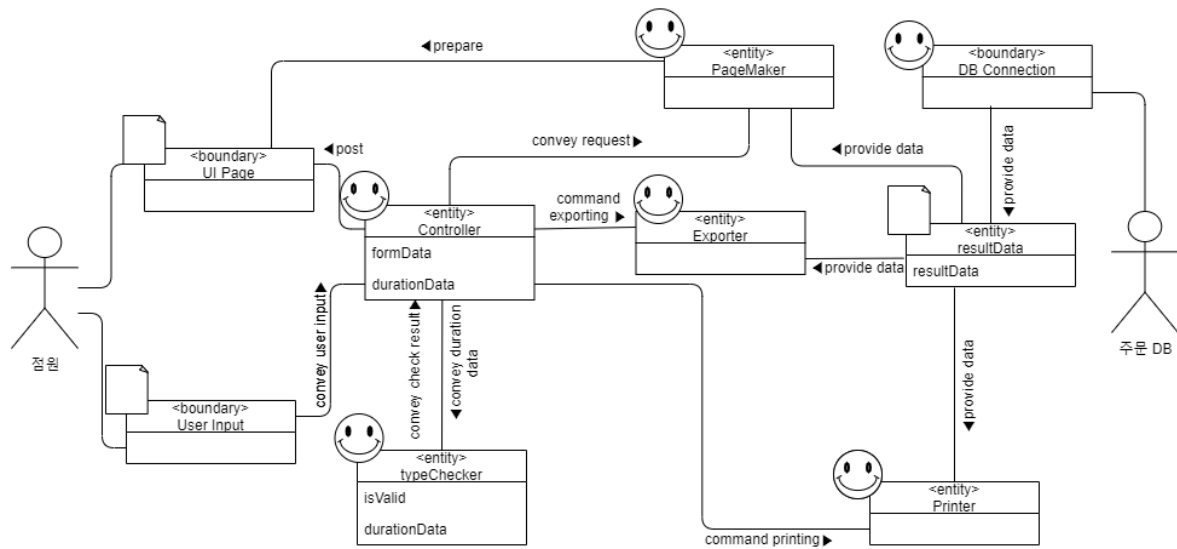 <entity>
PageMaker
<boundary>
DB Connection
◀prepare
<boundary>
UI Page
◀post
convey request▶
◀provide data
◀provide data
<entity>
Controller
formData
durationData
command
exporting ▶
<entity>
Exporter
<entity>
resultData
resultData
◀provide data
점원
주문 DB
convey user input▶
convey check result▶
◀convey duration
data
◀provide data
<boundary>
User Input
<entity>
typeChecker
isValid
durationData
<entity>
Printer
command printing▶